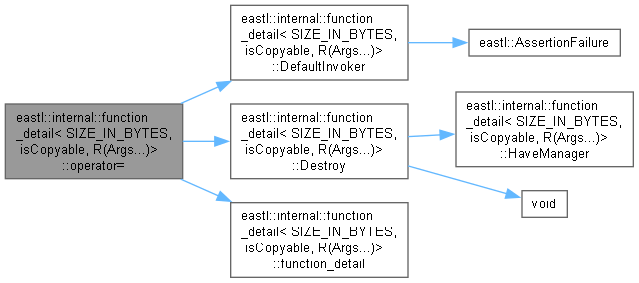 eastl::internal::function
_detail< SIZE_IN_BYTES,
isCopyable, R(Args...)>
::operator=
eastl::internal::function
_detail< SIZE_IN_BYTES,
isCopyable, R(Args...)>
::DefaultInvoker
eastl::AssertionFailure
eastl::internal::function
_detail< SIZE_IN_BYTES,
isCopyable, R(Args...)>
::Destroy
eastl::internal::function
_detail< SIZE_IN_BYTES,
isCopyable, R(Args...)>
::HaveManager
void
eastl::internal::function
_detail< SIZE_IN_BYTES,
isCopyable, R(Args...)>
::function_detail